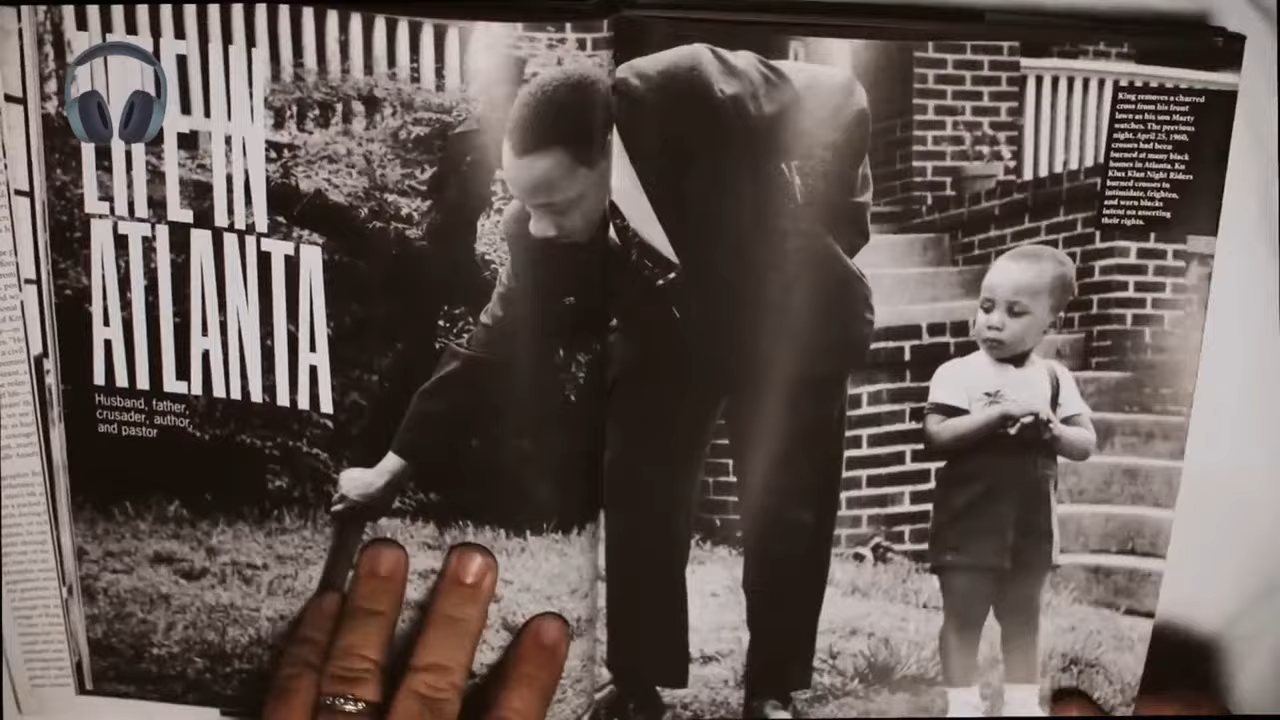 LIFE IN
ATLANTA
Husband, father,
crusader, author,
and pastor
King removes a charred
cross from his front
lawn as his son Marty
watches. The previous
night, April 25, 1960,
crosses had been
burned at many black
homes in Atlanta. Ku
Klux Klan Night Riders
burned crosses to
intimidate, frighten,
and warn blacks
intent on asserting
their rights.